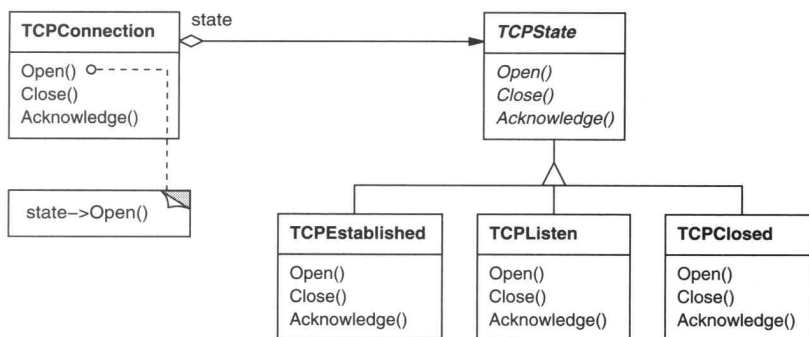 state
TCPConnection
Open()
Close()
Acknowledge()
state−>Open()
TCPState
Open()
Close()
Acknowledge()
TCPEstablished
Open()
Close()
Acknowledge()
TCPListen
Open()
Close()
Acknowledge()
TCPClosed
Open()
Close()
Acknowledge()